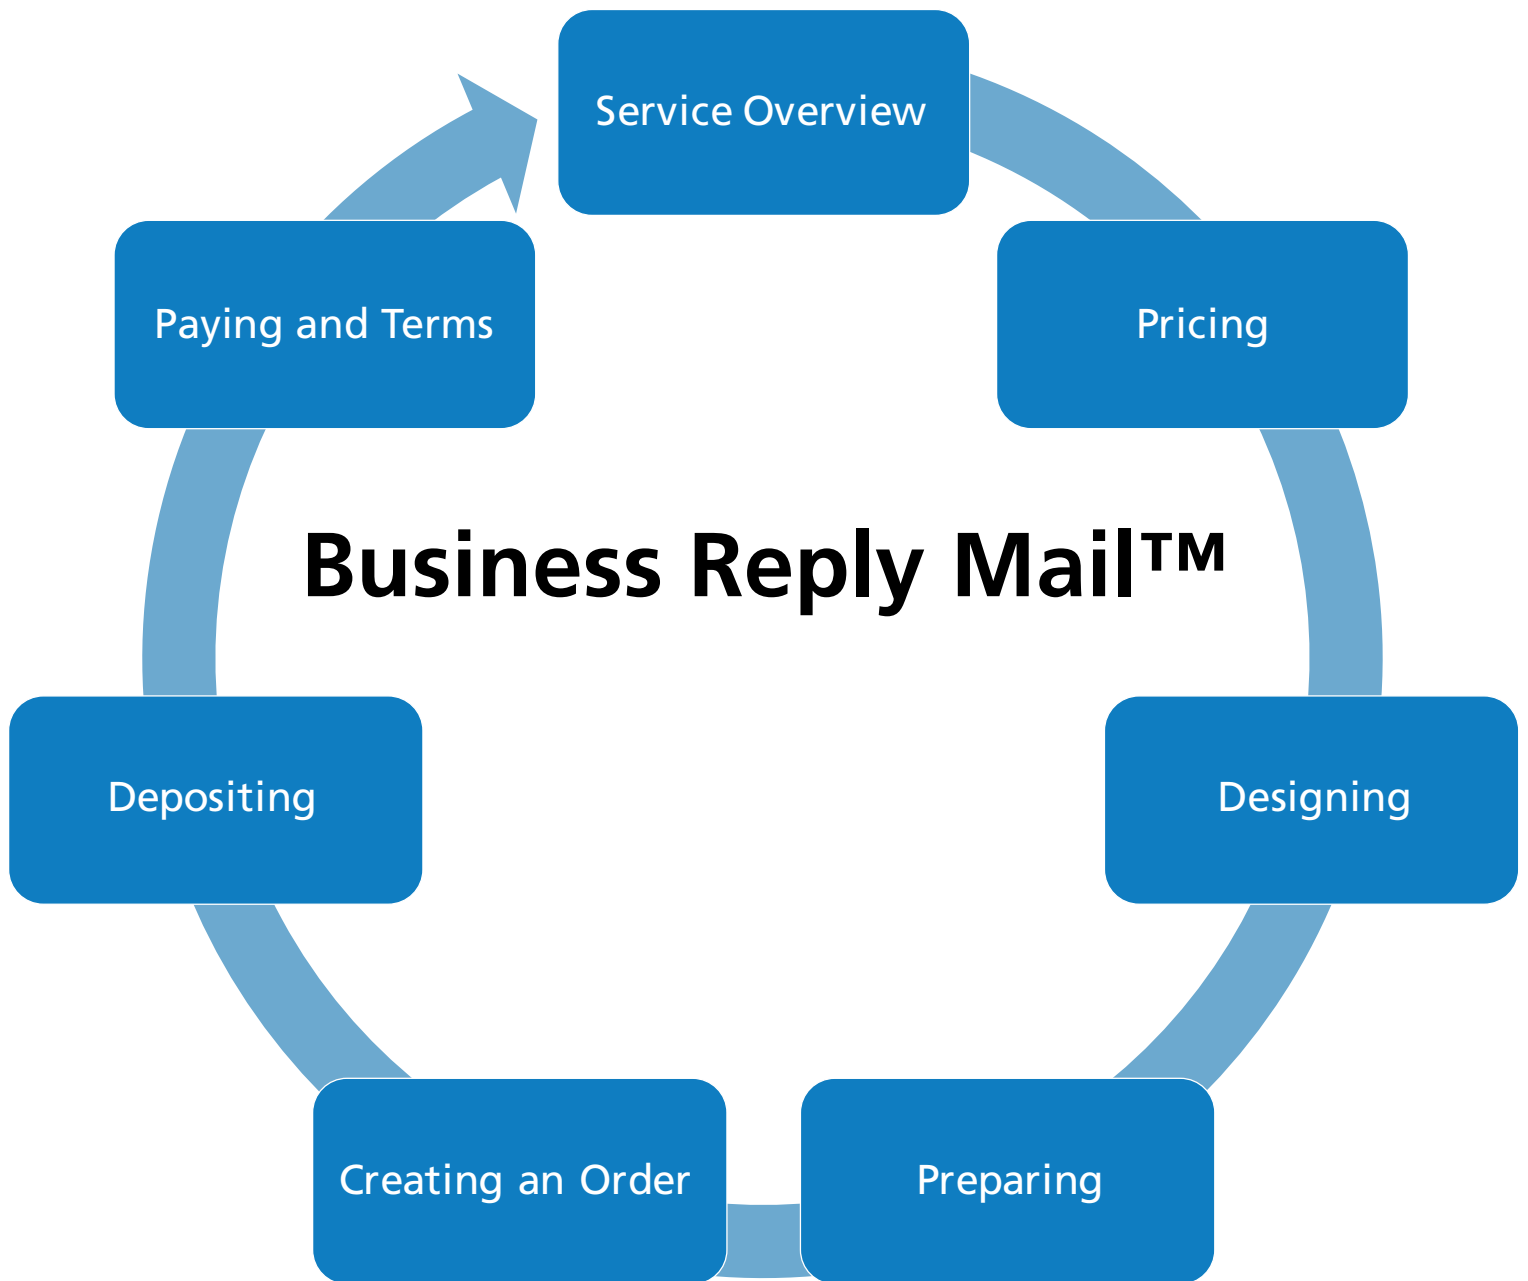 Service Overview
Pricing
Designing
Preparing
Creating an Order
Depositing
Paying and Terms
Business Reply Mail™